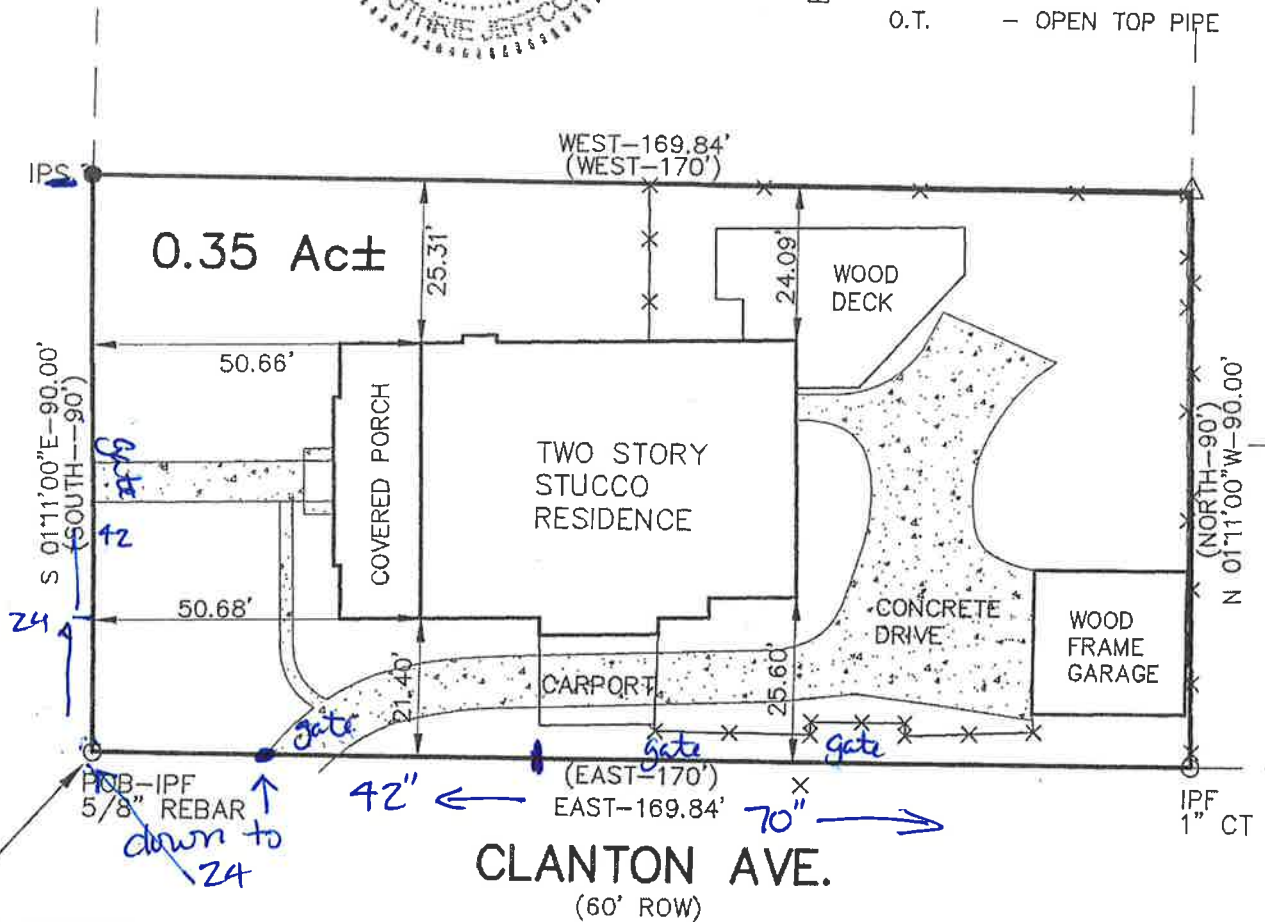 GUTHRIE JEFFCO
O.T. - OPEN TOP PIPE
WEST-169.84'
(WEST-170')
IPS
0.35 Ac±
25.31'
24.09'
WOOD
DECK
50.66'
S 01°11'00"E-90.00'
(SOUTH--90')
gate
42
COVERED PORCH
TWO STORY
STUCCO
RESIDENCE
(NORTH-90')
N 01°11'00"W-90.00'
24
50.68'
CONCRETE
DRIVE
WOOD
FRAME
GARAGE
21.40'
CARPORT
25.60'
gate
gate
gate
POB-IPF
5/8" REBAR
down to
24
42"
(EAST-170')
EAST-169.84'
70"
IPF
1" CT
CLANTON AVE.
(60' ROW)